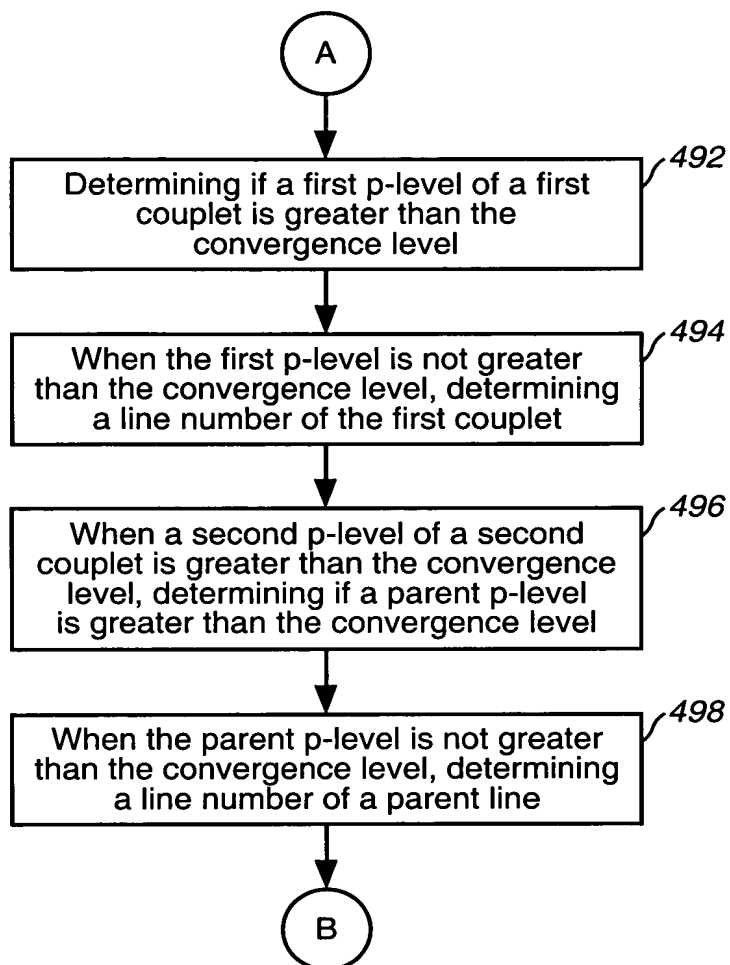 A
492
Determining if a first p-level of a first
couplet is greater than the
convergence level
494
When the first p-level is not greater
than the convergence level, determining
a line number of the first couplet
496
When a second p-level of a second
couplet is greater than the convergence
level, determining if a parent p-level
is greater than the convergence level
498
When the parent p-level is not greater
than the convergence level, determining
a line number of a parent line
B